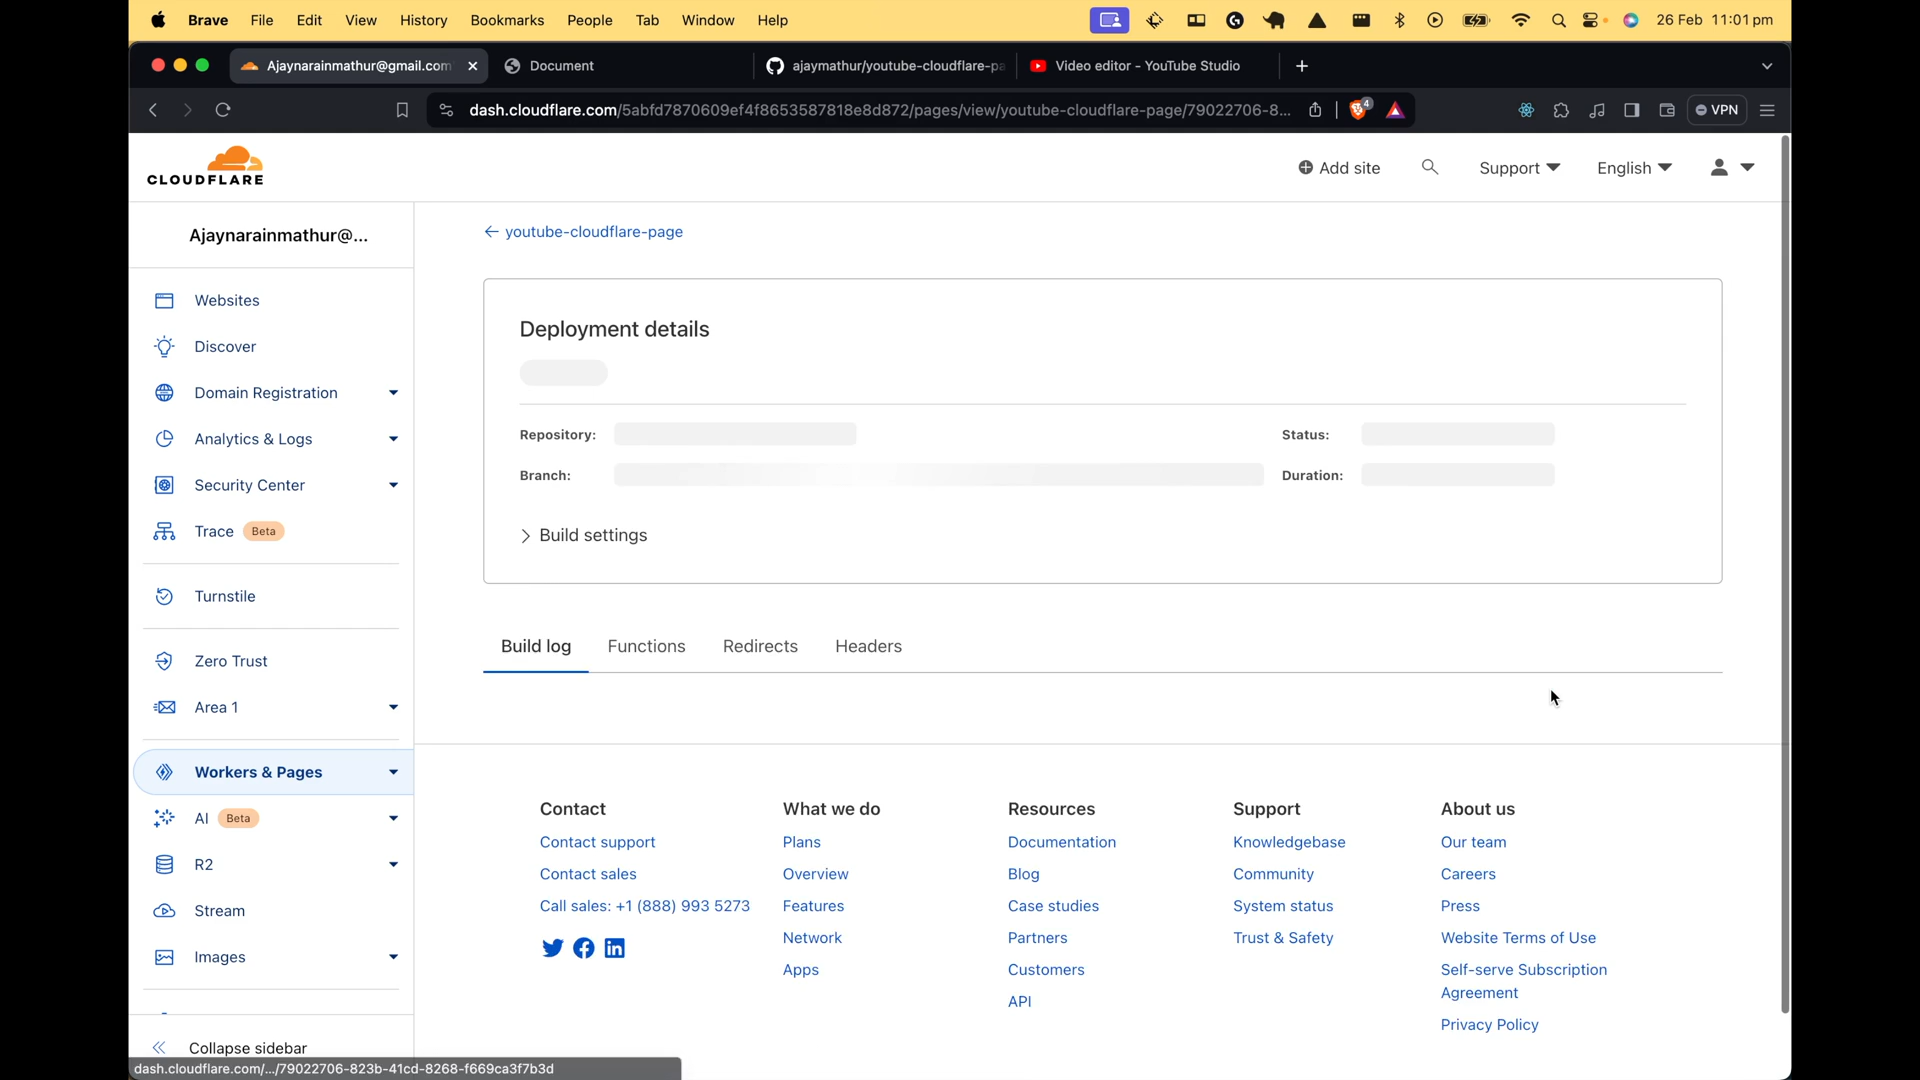 Brave File Edit View History Bookmarks People Tab Window Help 26 Feb 11:01 pm
Ajaynarainmathur@gmail.com Document ajaymathur/youtube-cloudflare-pa Video editor - YouTube Studio
dash.cloudflare.com/5abfd7870609ef4f8653587818e8d872/pages/view/youtube-cloudflare-page/79022706-8... 4 VPN
CLOUDFLARE
Add site Support English
Ajaynarainmathur@...
← youtube-cloudflare-page
Websites
Discover
Domain Registration
Analytics & Logs
Security Center
Trace Beta
Turnstile
Zero Trust
Area 1
Workers & Pages
AI Beta
R2
Stream
Images
Collapse sidebar
Deployment details
Repository: Status:
Branch: Duration:
Build settings
Build log Functions Redirects Headers
Contact
Contact support
Contact sales
Call sales: +1 (888) 993 5273
What we do
Plans
Overview
Features
Network
Apps
Resources
Documentation
Blog
Case studies
Partners
Customers
API
Support
Knowledgebase
Community
System status
Trust & Safety
About us
Our team
Careers
Press
Website Terms of Use
Self-serve Subscription
Agreement
Privacy Policy
dash.cloudflare.com/.../79022706-823b-41cd-8268-f669ca3f7b3d